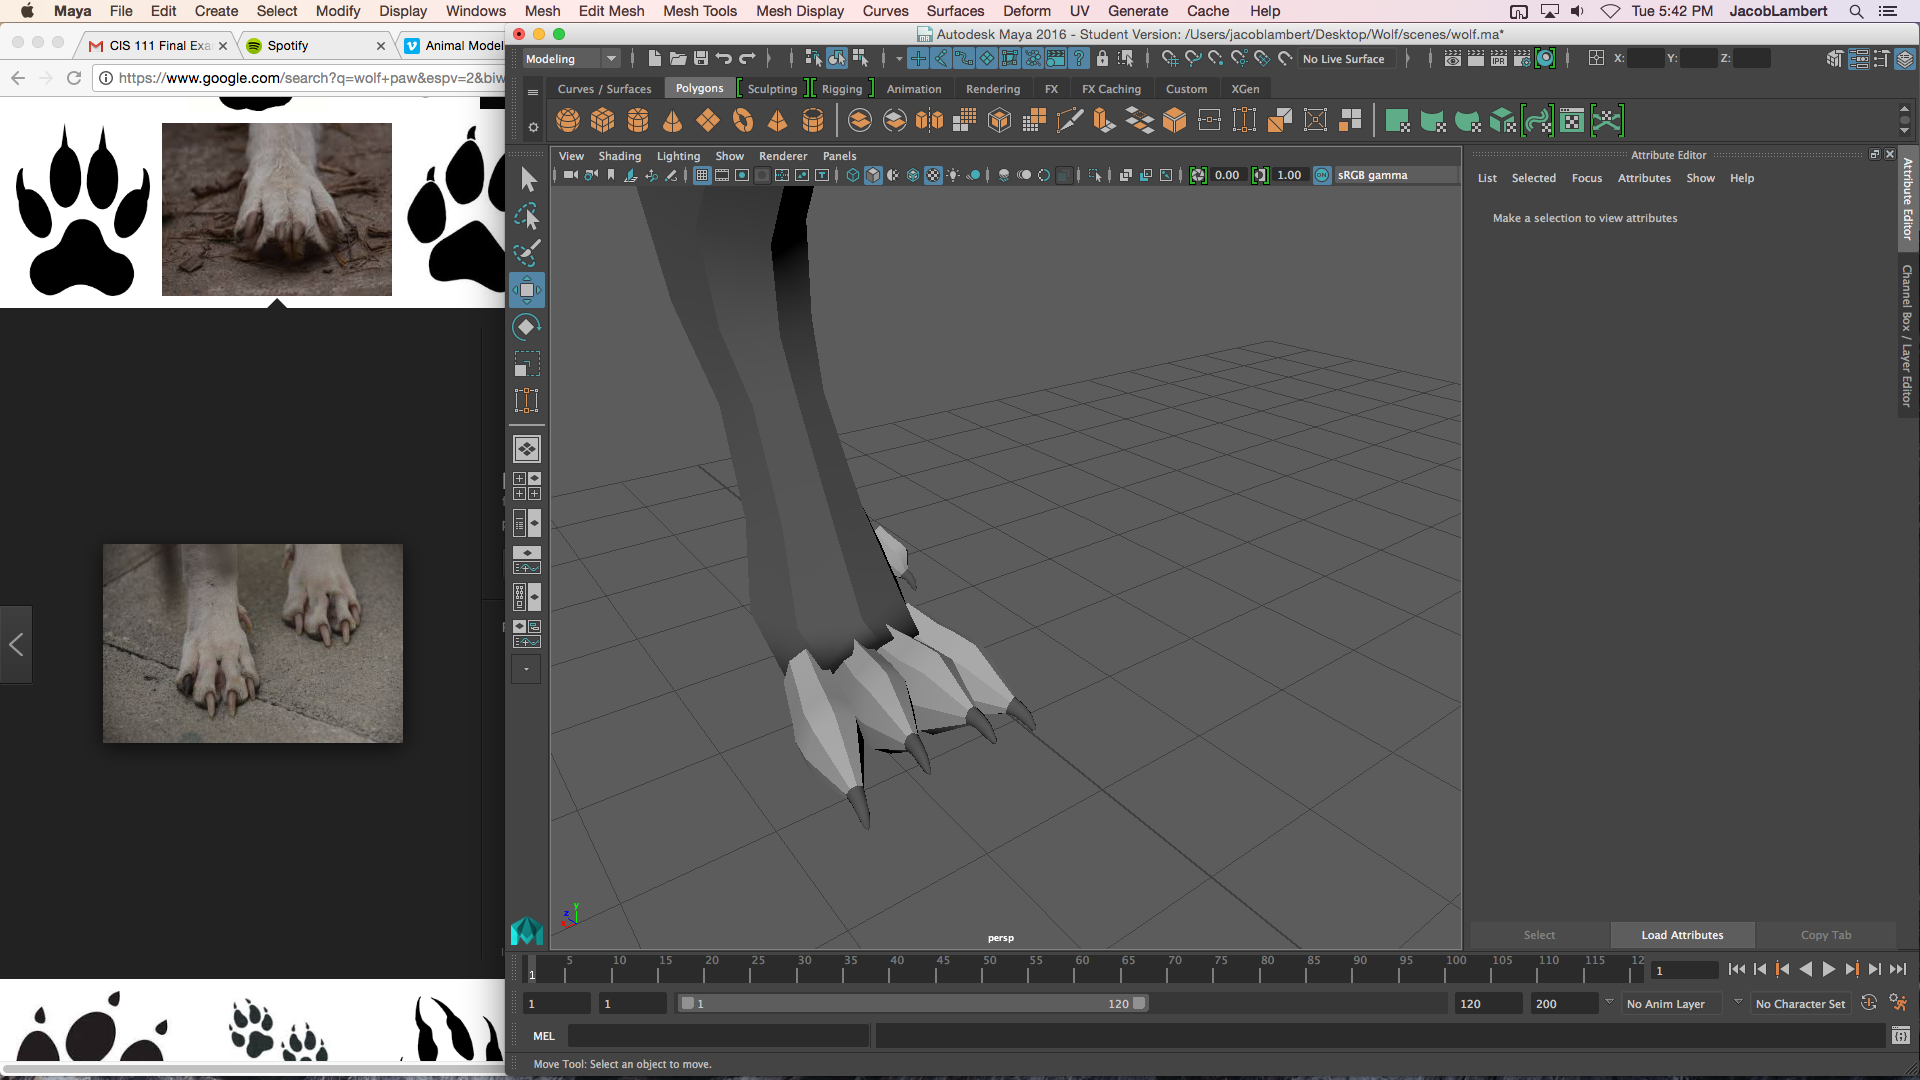 Maya File Edit Create Select Modify Display Windows Mesh Edit Mesh Mesh Tools Mesh Display Curves Surfaces Deform UV Generate Cache Help Tue 5:42 PM JacobLambert
CIS 111 Final Exa Spotify Animal Model
Autodesk Maya 2016 - Student Version: /Users/jacoblambert/Desktop/Wolf/scenes/wolf.ma*
https://www.google.com/search?q=wolf+paw&espv=2&biw
Modeling No Live Surface X: Y: Z:
Curves / Surfaces Polygons Sculpting Rigging Animation Rendering FX FX Caching Custom XGen
View Shading Lighting Show Renderer Panels
0.00 1.00 ON sRGB gamma
Attribute Editor
List Selected Focus Attributes Show Help
Make a selection to view attributes
Attribute Editor
Channel Box / Layer Editor
y
z
persp
Select Load Attributes Copy Tab
5 10 15 20 25 30 35 40 45 50 55 60 65 70 75 80 85 90 95 100 105 110 115 12
1 1
1 1 1 120 120 200 No Anim Layer No Character Set
MEL
Move Tool: Select an object to move.